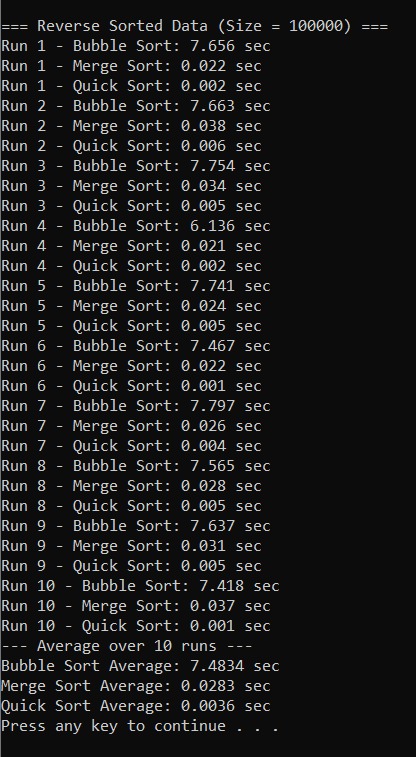 === Reverse Sorted Data (Size = 100000) ===
Run 1 - Bubble Sort: 7.656 sec
Run 1 - Merge Sort: 0.022 sec
Run 1 - Quick Sort: 0.002 sec
Run 2 - Bubble Sort: 7.663 sec
Run 2 - Merge Sort: 0.038 sec
Run 2 - Quick Sort: 0.006 sec
Run 3 - Bubble Sort: 7.754 sec
Run 3 - Merge Sort: 0.034 sec
Run 3 - Quick Sort: 0.005 sec
Run 4 - Bubble Sort: 6.136 sec
Run 4 - Merge Sort: 0.021 sec
Run 4 - Quick Sort: 0.002 sec
Run 5 - Bubble Sort: 7.741 sec
Run 5 - Merge Sort: 0.024 sec
Run 5 - Quick Sort: 0.005 sec
Run 6 - Bubble Sort: 7.467 sec
Run 6 - Merge Sort: 0.022 sec
Run 6 - Quick Sort: 0.001 sec
Run 7 - Bubble Sort: 7.797 sec
Run 7 - Merge Sort: 0.026 sec
Run 7 - Quick Sort: 0.004 sec
Run 8 - Bubble Sort: 7.565 sec
Run 8 - Merge Sort: 0.028 sec
Run 8 - Quick Sort: 0.005 sec
Run 9 - Bubble Sort: 7.637 sec
Run 9 - Merge Sort: 0.031 sec
Run 9 - Quick Sort: 0.005 sec
Run 10 - Bubble Sort: 7.418 sec
Run 10 - Merge Sort: 0.037 sec
Run 10 - Quick Sort: 0.001 sec
--- Average over 10 runs ---
Bubble Sort Average: 7.4834 sec
Merge Sort Average: 0.0283 sec
Quick Sort Average: 0.0036 sec
Press any key to continue . . .